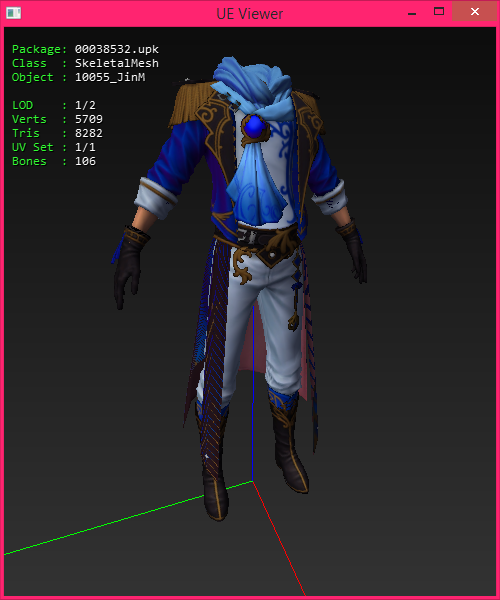 UE Viewer
Package: 00038532.upk
Class : SkeletalMesh
Object : 10055_JinM
LOD : 1/2
Verts : 5709
Tris : 8282
UV Set : 1/1
Bones : 106